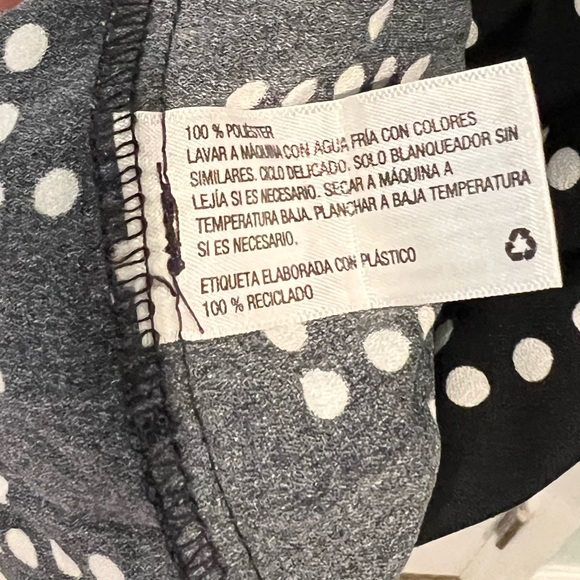 100 % POLIÉSTER
LAVAR A MÁQUINA CON AGUA FRÍA CON COLORES
SIMILARES. CICLO DELICADO. SOLO BLANQUEADOR SIN
LEJÍA SI ES NECESARIO. SECAR A MÁQUINA A
TEMPERATURA BAJA. PLANCHAR A BAJA TEMPERATURA
SI ES NECESARIO.
ETIQUETA ELABORADA CON PLÁSTICO
100 % RECICLADO